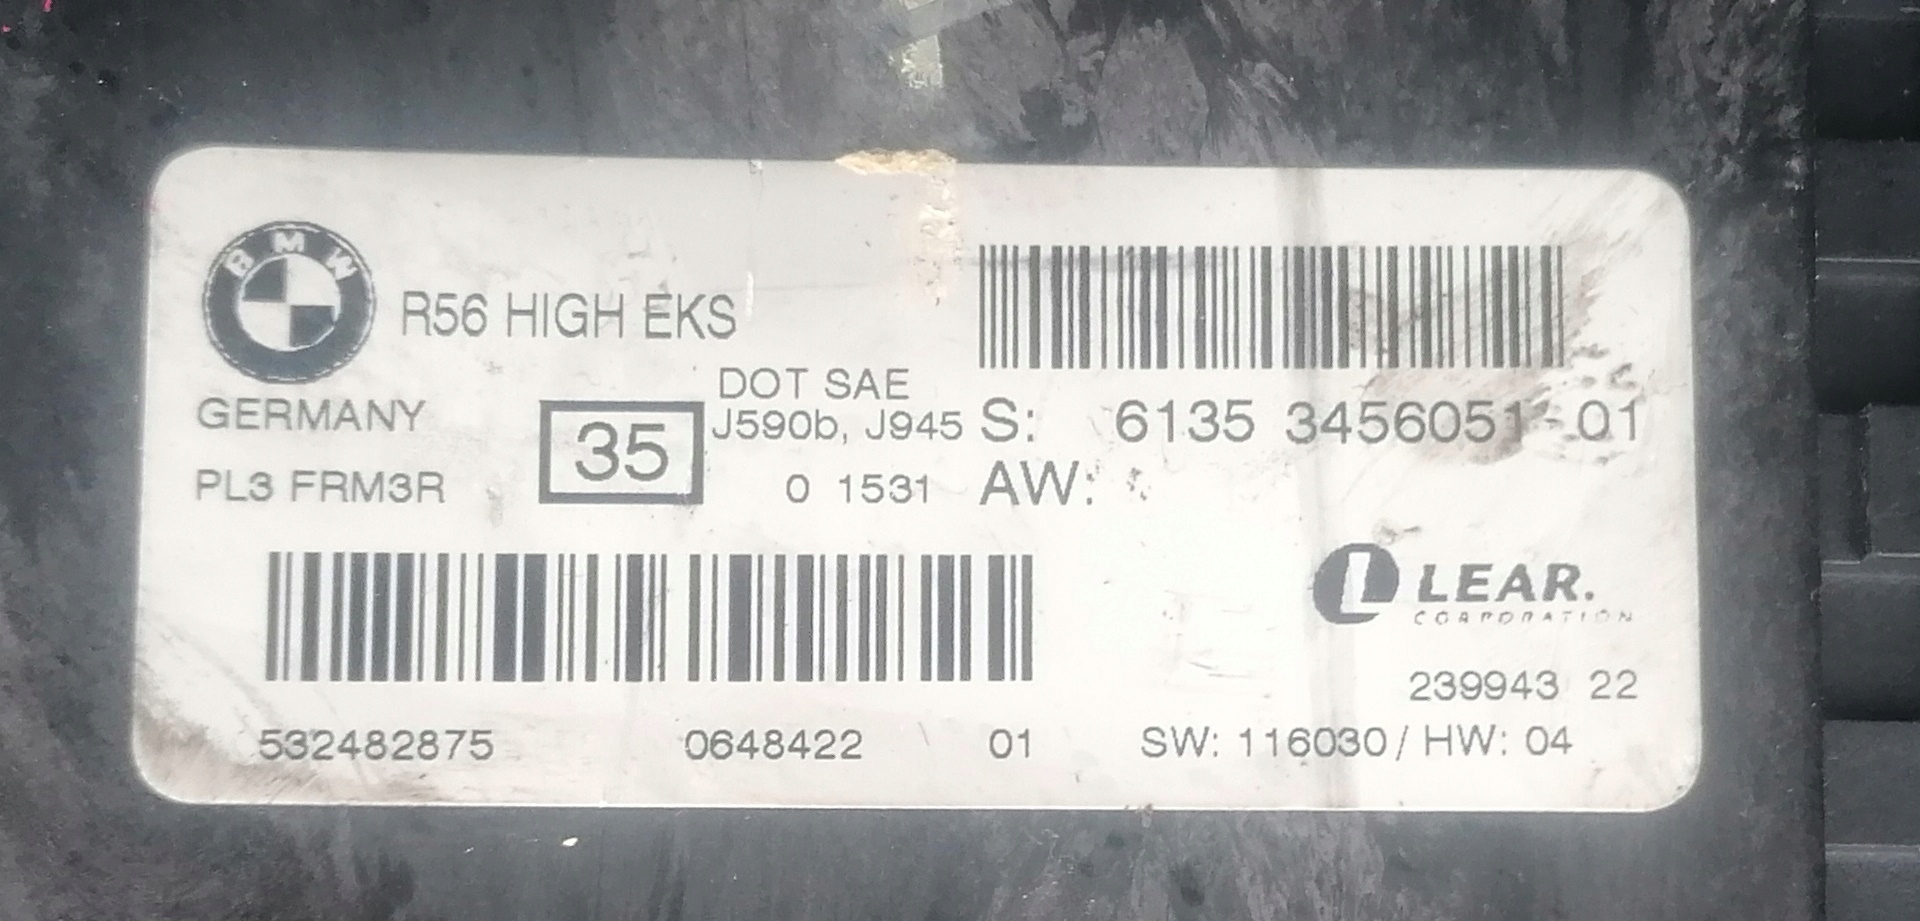 BMW
R56 HIGH EKS
GERMANY
PL3 FRM3R
35
DOT SAE
J590b, J945
0 1531
S: 6135 3456051-01
AW:
LEAR.
CORPORATION
239943 22
532482875 0648422 01
SW: 116030 / HW: 04